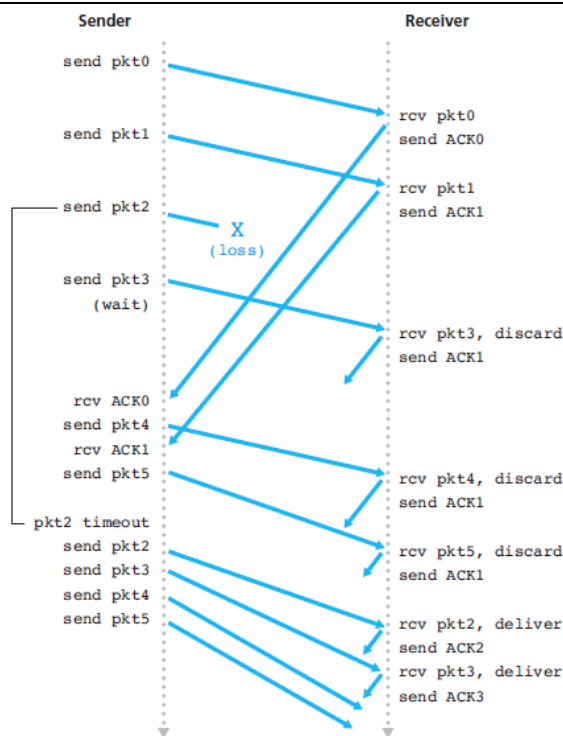 Sender
Receiver
send pkt0
rcv pkt0
send ACK0
send pkt1
rcv pkt1
send ACK1
send pkt2
X
(loss)
send pkt3
(wait)
rcv pkt3, discard
send ACK1
rcv ACK0
send pkt4
rcv ACK1
send pkt5
rcv pkt4, discard
send ACK1
pkt2 timeout
send pkt2
send pkt3
send pkt4
send pkt5
rcv pkt5, discard
send ACK1
rcv pkt2, deliver
send ACK2
rcv pkt3, deliver
send ACK3